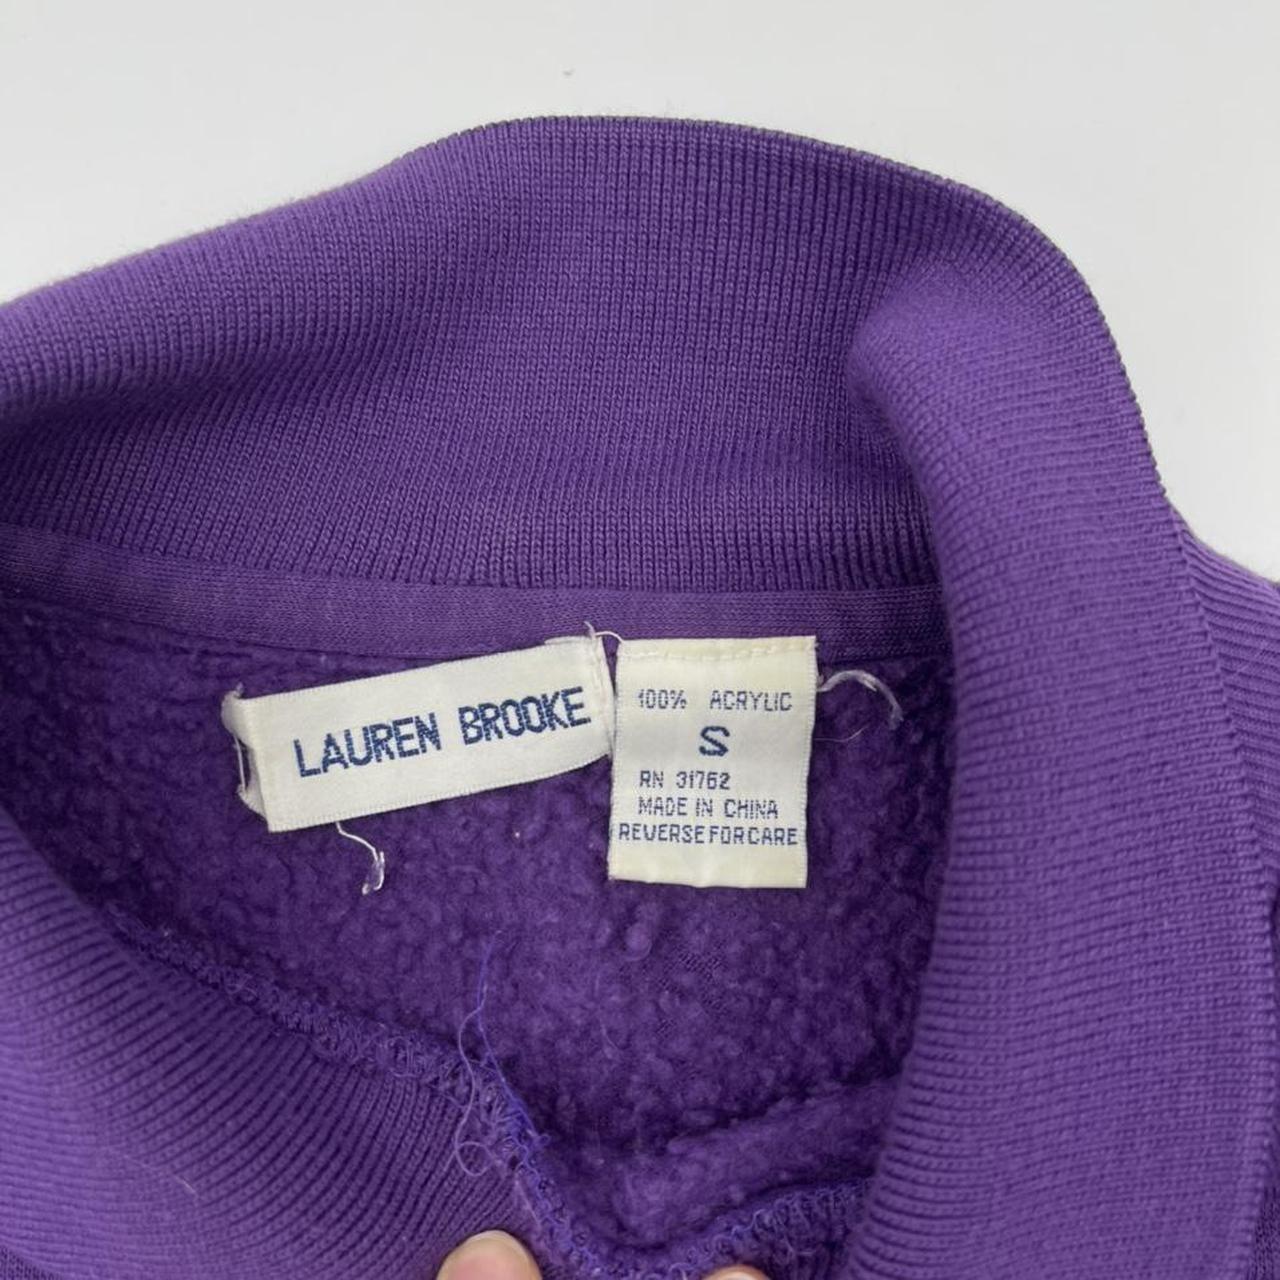 LAUREN BROOKE
100% ACRYLIC
S
RN 31762
MADE IN CHINA
REVERSE FOR CARE